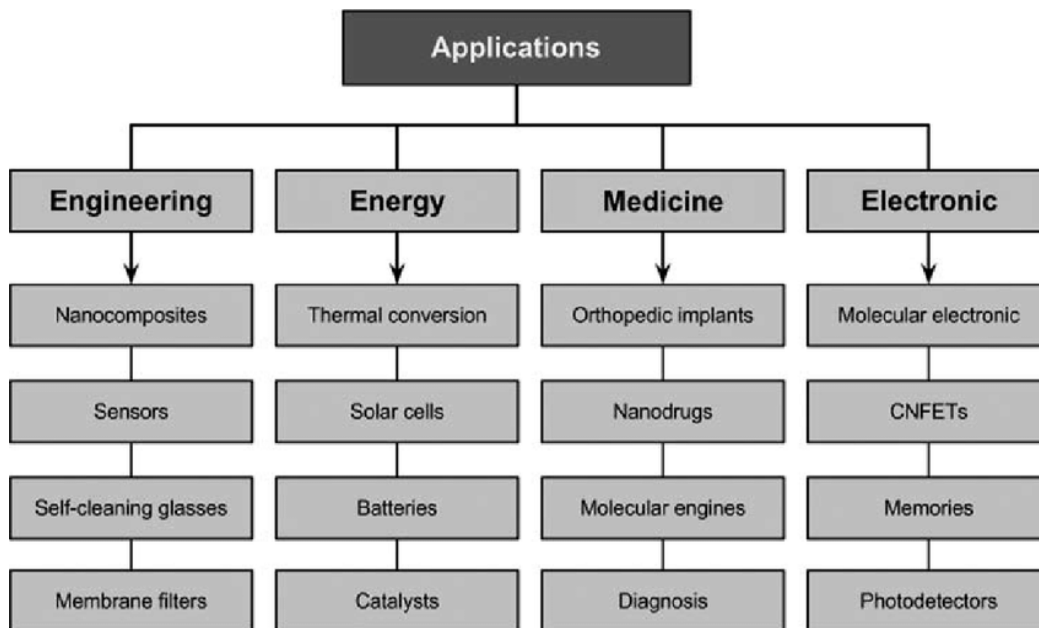 Applications
Engineering
Energy
Medicine
Electronic
Nanocomposites
Thermal conversion
Orthopedic implants
Molecular electronic
Sensors
Solar cells
Nanodrugs
CNFETs
Self-cleaning glasses
Batteries
Molecular engines
Memories
Membrane filters
Catalysts
Diagnosis
Photodetectors